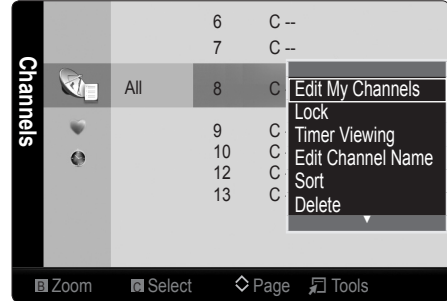 Channels
6 C --
7 C --
All 8 C
9 C
10 C
12 C
13 C
Edit My Channels
Lock
Timer Viewing
Edit Channel Name
Sort
Delete
B Zoom C Select Page Tools